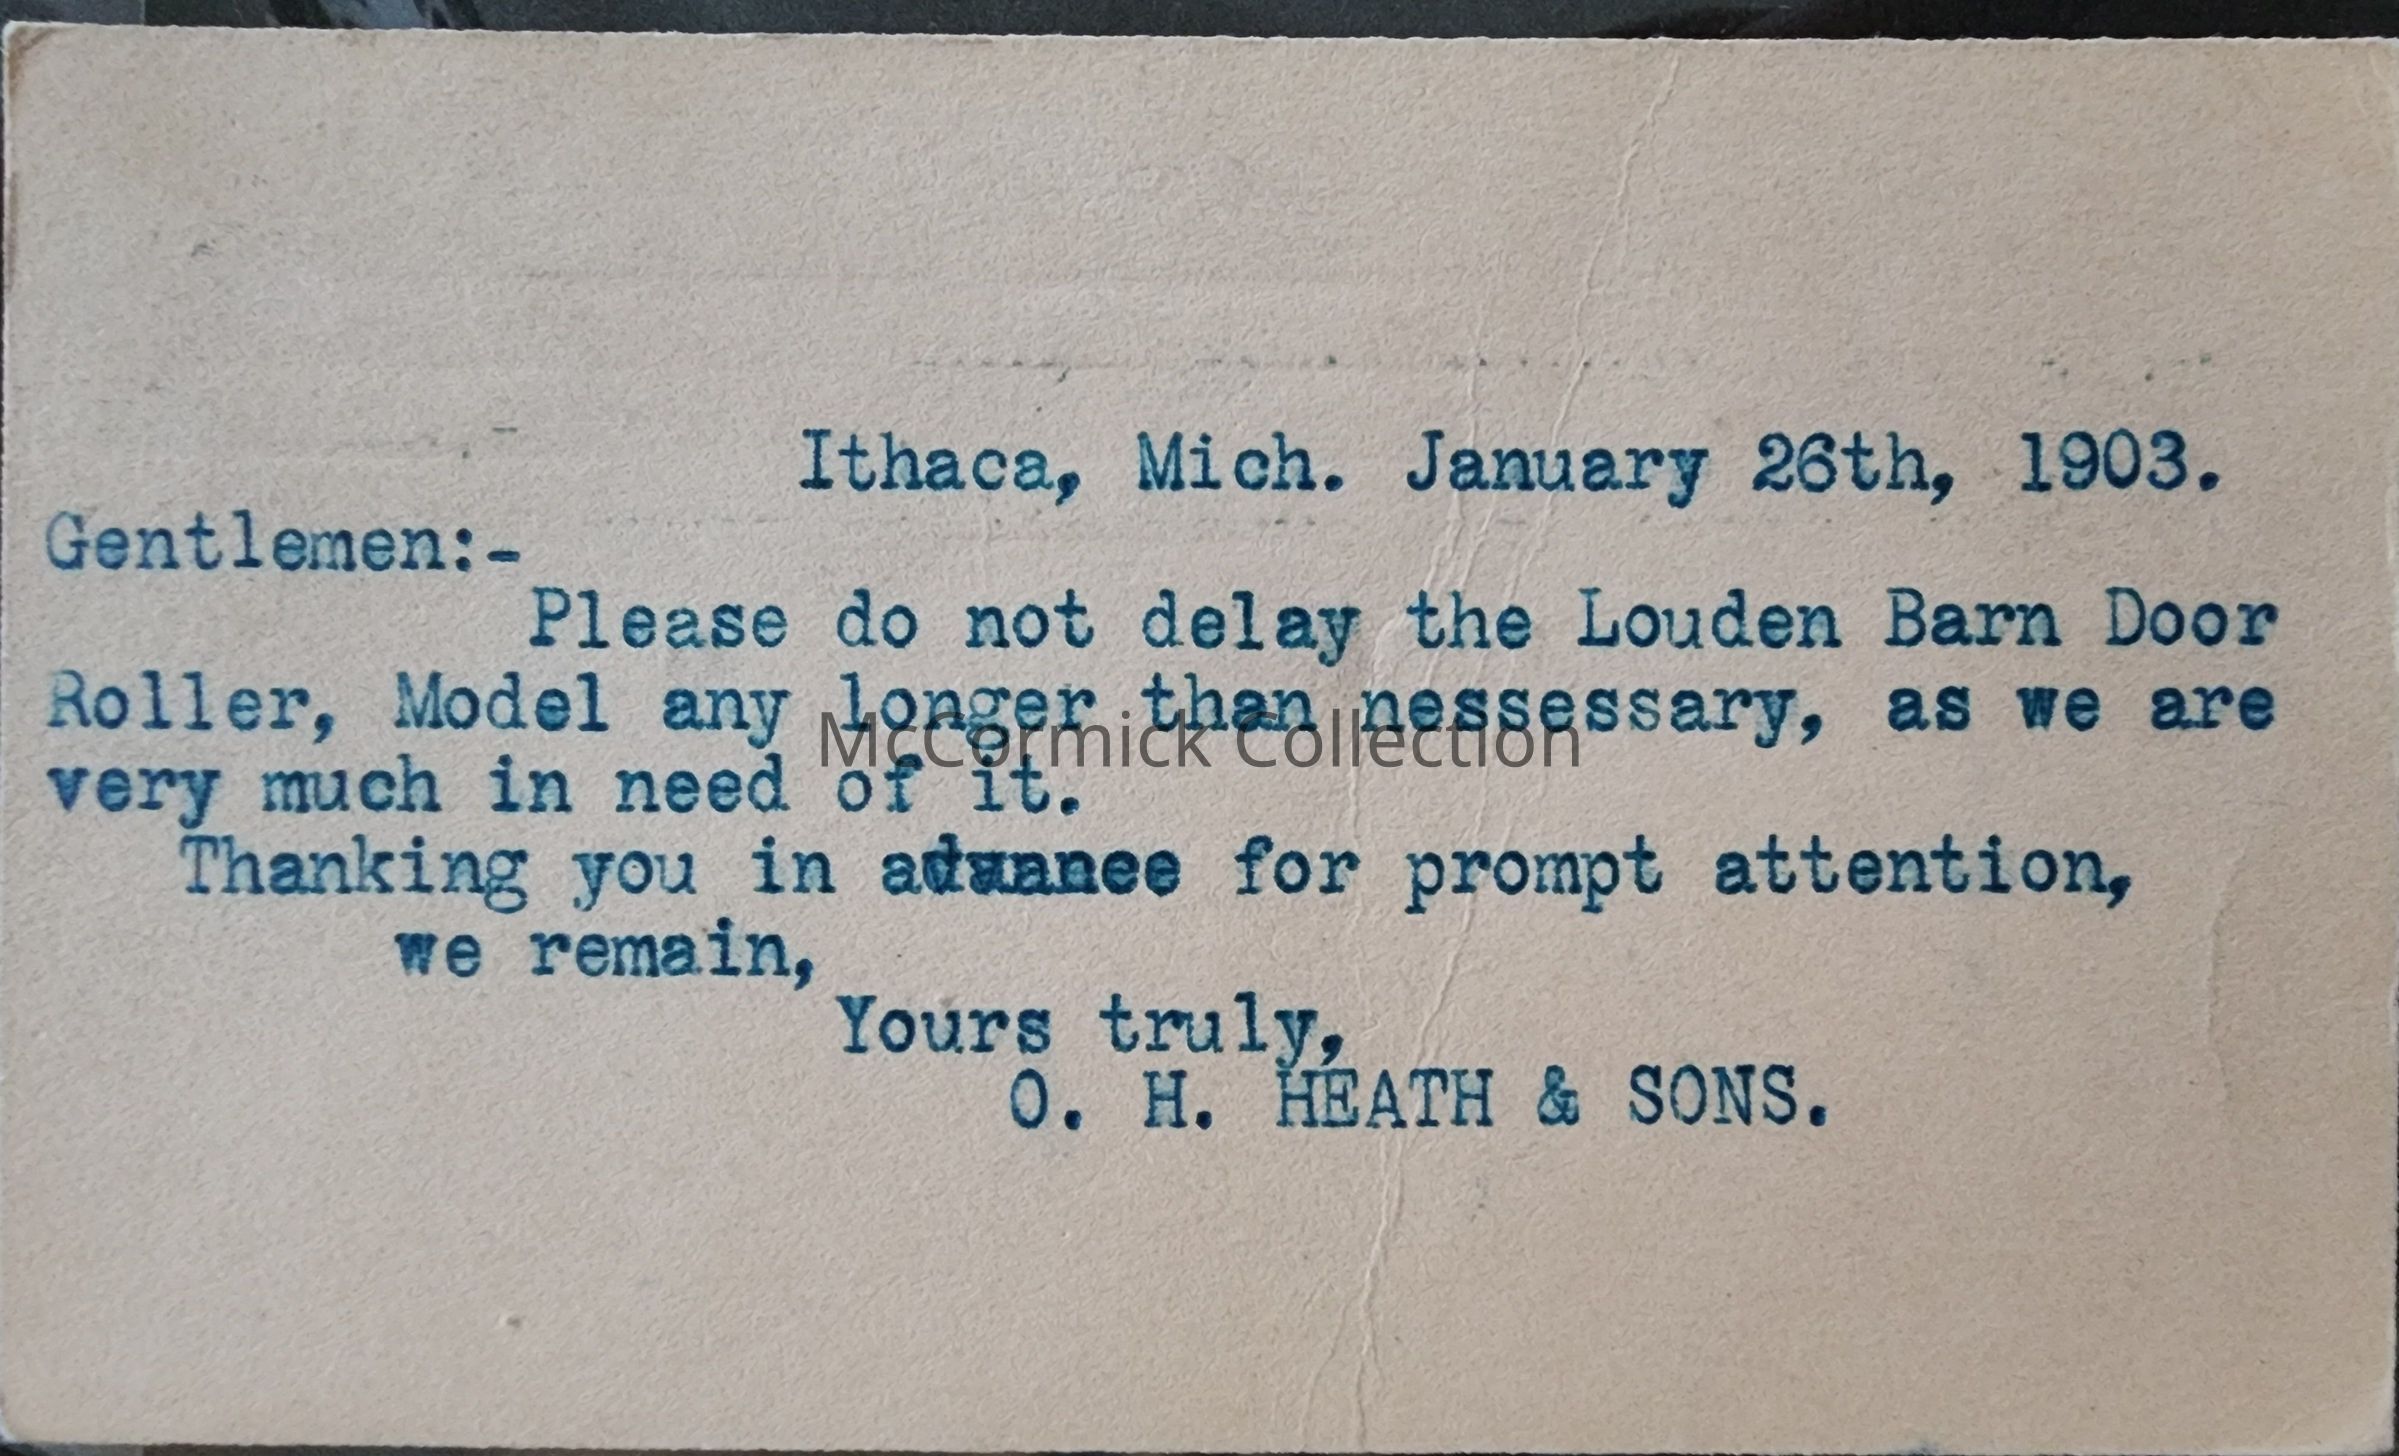 Ithaca, Mich. January 26th, 1903.
Gentlemen:-
Please do not delay the Louden Barn Door
Roller, Model any longer than nessessary, as we are
McCormick Collection
very much in need of it.
Thanking you in advance for prompt attention,
we remain,
Yours truly,
O. H. HEATH & SONS.